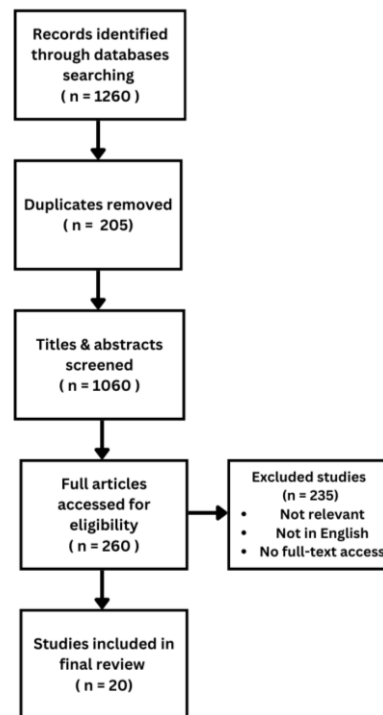 Records identified
through databases
searching
( n = 1260 )
Duplicates removed
( n = 205)
Titles & abstracts
screened
( n = 1060 )
Full articles
accessed for
eligibility
( n = 260 )
Excluded studies
(n = 235)
• Not relevant
• Not in English
• No full-text access
Studies included in
final review
( n = 20 )